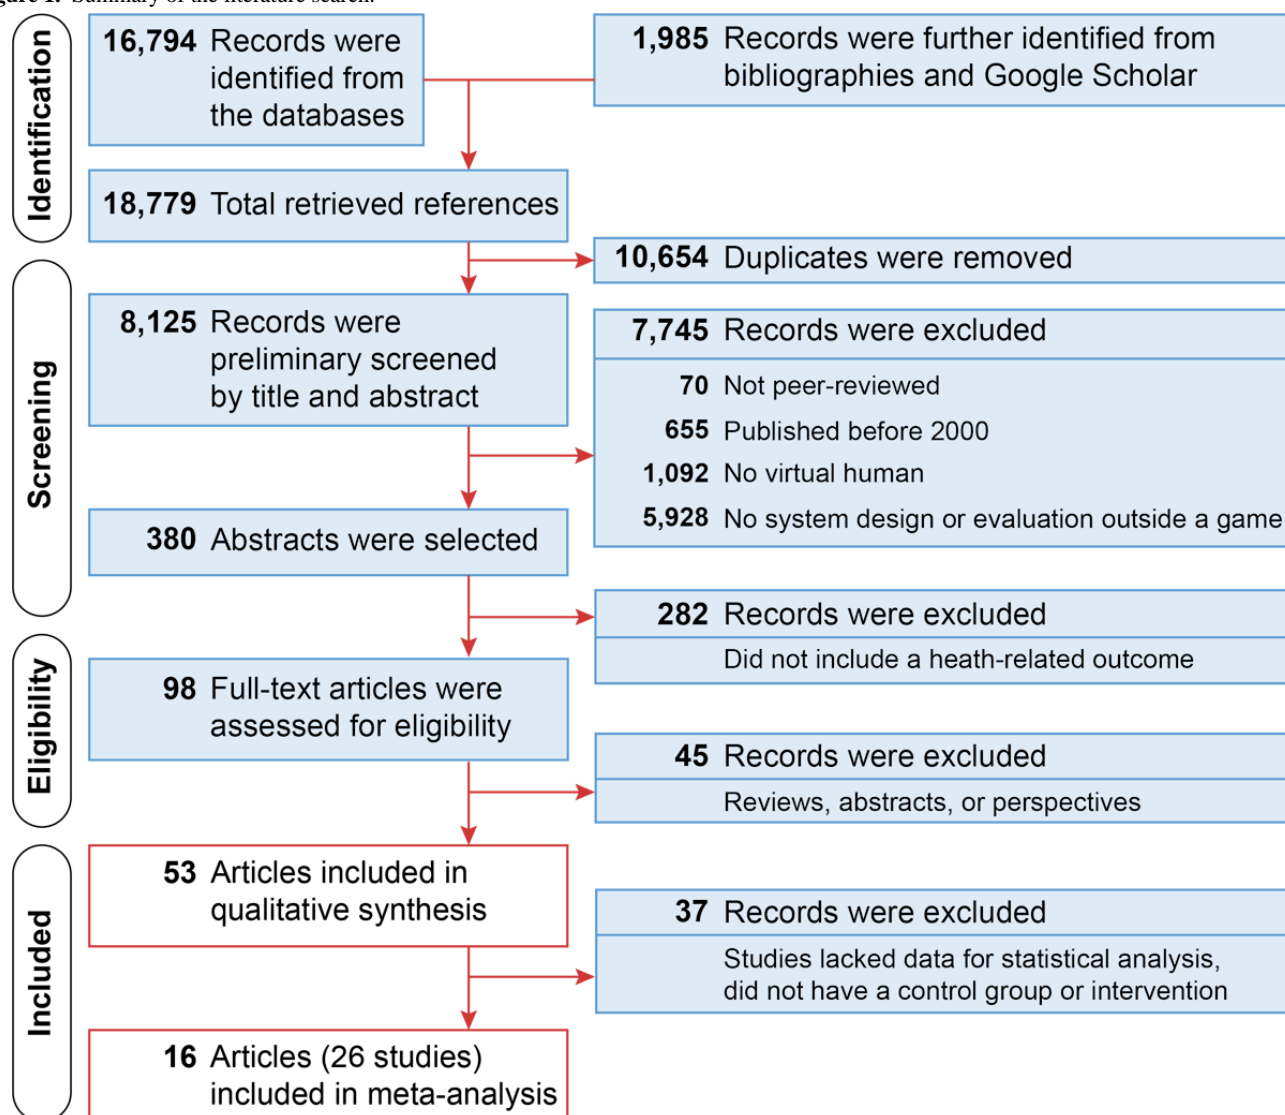 Summary of the literature search.
Identification
16,794 Records were
identified from
the databases
1,985 Records were further identified from
bibliographies and Google Scholar
18,779 Total retrieved references
Screening
10,654 Duplicates were removed
8,125 Records were
preliminary screened
by title and abstract
7,745 Records were excluded
70 Not peer-reviewed
655 Published before 2000
1,092 No virtual human
5,928 No system design or evaluation outside a game
380 Abstracts were selected
282 Records were excluded
Did not include a heath-related outcome
Eligibility
98 Full-text articles were
assessed for eligibility
45 Records were excluded
Reviews, abstracts, or perspectives
Included
53 Articles included in
qualitative synthesis
37 Records were excluded
Studies lacked data for statistical analysis,
did not have a control group or intervention
16 Articles (26 studies)
included in meta-analysis